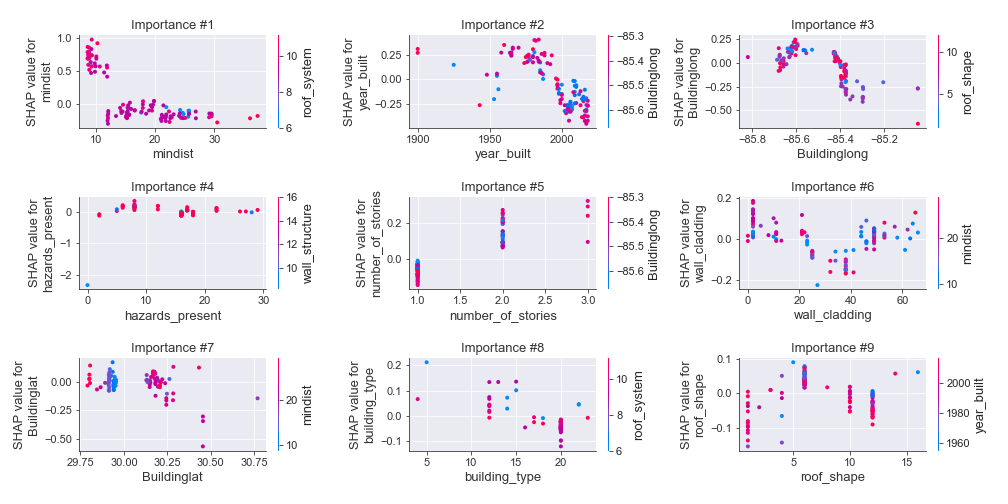 Importance #1
SHAP value for
mindist
1.0
0.5
0.0
10
20
30
mindist
10
8
6
roof_system
Importance #2
SHAP value for
year_built
0.25
0.00
−0.25
1900
1950
2000
year_built
−85.3
−85.4
−85.5
−85.6
Buildinglong
Importance #3
SHAP value for
Buildinglong
0.25
0.00
−0.25
−0.50
−85.8
−85.6
−85.4
−85.2
Buildinglong
10
5
roof_shape
Importance #4
SHAP value for
hazards_present
0
−1
−2
0
10
20
30
hazards_present
16
14
12
10
wall_structure
Importance #5
SHAP value for
number_of_stories
0.2
0.0
1.0
1.5
2.0
2.5
3.0
number_of_stories
−85.3
−85.4
−85.5
−85.6
Buildinglong
Importance #6
SHAP value for
wall_cladding
0.2
0.0
−0.2
0
20
40
60
wall_cladding
20
10
mindist
Importance #7
SHAP value for
Buildinglat
0.00
−0.25
−0.50
29.75
30.00
30.25
30.50
30.75
Buildinglat
20
10
mindist
Importance #8
SHAP value for
building_type
0.2
0.1
0.0
−0.1
5
10
15
20
building_type
10
8
6
roof_system
Importance #9
SHAP value for
roof_shape
0.1
0.0
−0.1
5
10
15
roof_shape
2000
1980
1960
year_built